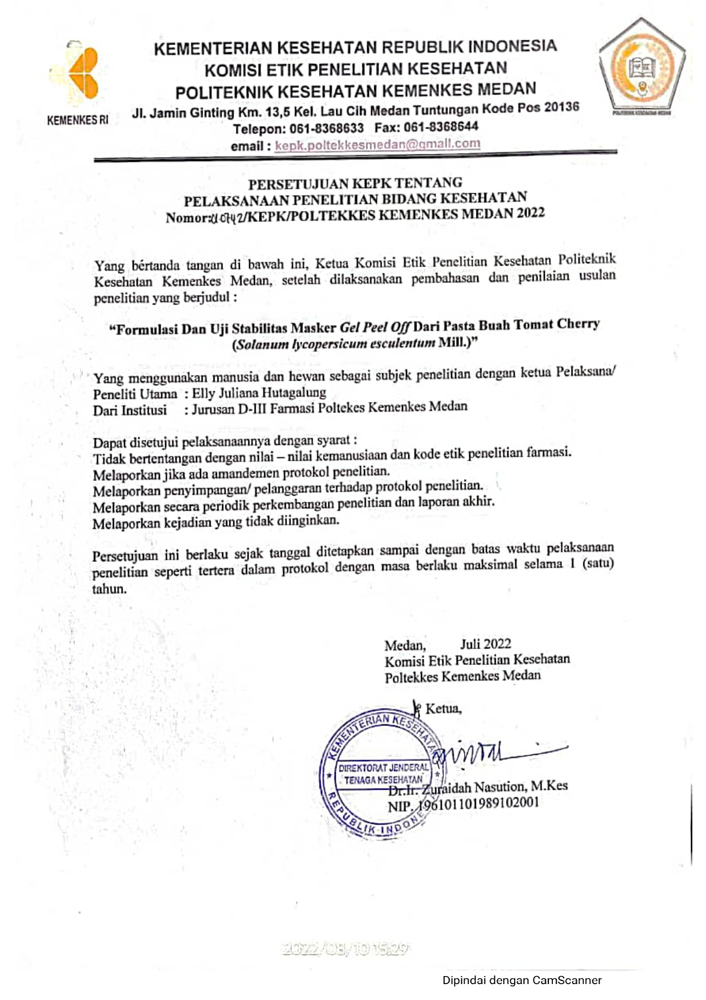 KEMENTERIAN KESEHATAN REPUBLIK INDONESIA
KOMISI ETIK PENELITIAN KESEHATAN
POLITEKNIK KESEHATAN KEMENKES MEDAN
Jl. Jamin Ginting Km. 13,5 Kel. Lau Cih Medan Tuntungan Kode Pos 20136
KEMENKES RI
POLITEKNIK KESEHATAN MEDAN
Telepon: 061-8368633 Fax: 061-8368644
email : kepk.poltekkesmedan@gmail.com
PERSETUJUAN KEPK TENTANG
PELAKSANAAN PENELITIAN BIDANG KESEHATAN
Nomor: /KEPK/POLTEKKES KEMENKES MEDAN 2022
Yang bertanda tangan di bawah ini, Ketua Komisi Etik Penelitian Kesehatan Politeknik
Kesehatan Kemenkes Medan, setelah dilaksanakan pembahasan dan penilaian usulan
penelitian yang berjudul :
“Formulasi Dan Uji Stabilitas Masker Gel Peel Off Dari Pasta Buah Tomat Cherry
(Solanum lycopersicum esculentum Mill.)”
Yang menggunakan manusia dan hewan sebagai subjek penelitian dengan ketua Pelaksana/
Peneliti Utama : Elly Juliana Hutagalung
Dari Institusi : Jurusan D-III Farmasi Poltekes Kemenkes Medan
Dapat disetujui pelaksanaannya dengan syarat :
Tidak bertentangan dengan nilai – nilai kemanusiaan dan kode etik penelitian farmasi.
Melaporkan jika ada amandemen protokol penelitian.
Melaporkan penyimpangan/ pelanggaran terhadap protokol penelitian.
Melaporkan secara periodik perkembangan penelitian dan laporan akhir.
Melaporkan kejadian yang tidak diinginkan.
Persetujuan ini berlaku sejak tanggal ditetapkan sampai dengan batas waktu pelaksanaan
penelitian seperti tertera dalam protokol dengan masa berlaku maksimal selama 1 (satu)
tahun.
Medan, Juli 2022
Komisi Etik Penelitian Kesehatan
Poltekkes Kemenkes Medan
Ketua,
KEMENTERIAN KESEHATAN
DIREKTORAT JENDERAL
TENAGA KESEHATAN
REPUBLIK INDONE
Dr.Ir. Zuraidah Nasution, M.Kes
NIP. 196101101989102001
2022/08/10 15:29
Dipindai dengan CamScanner